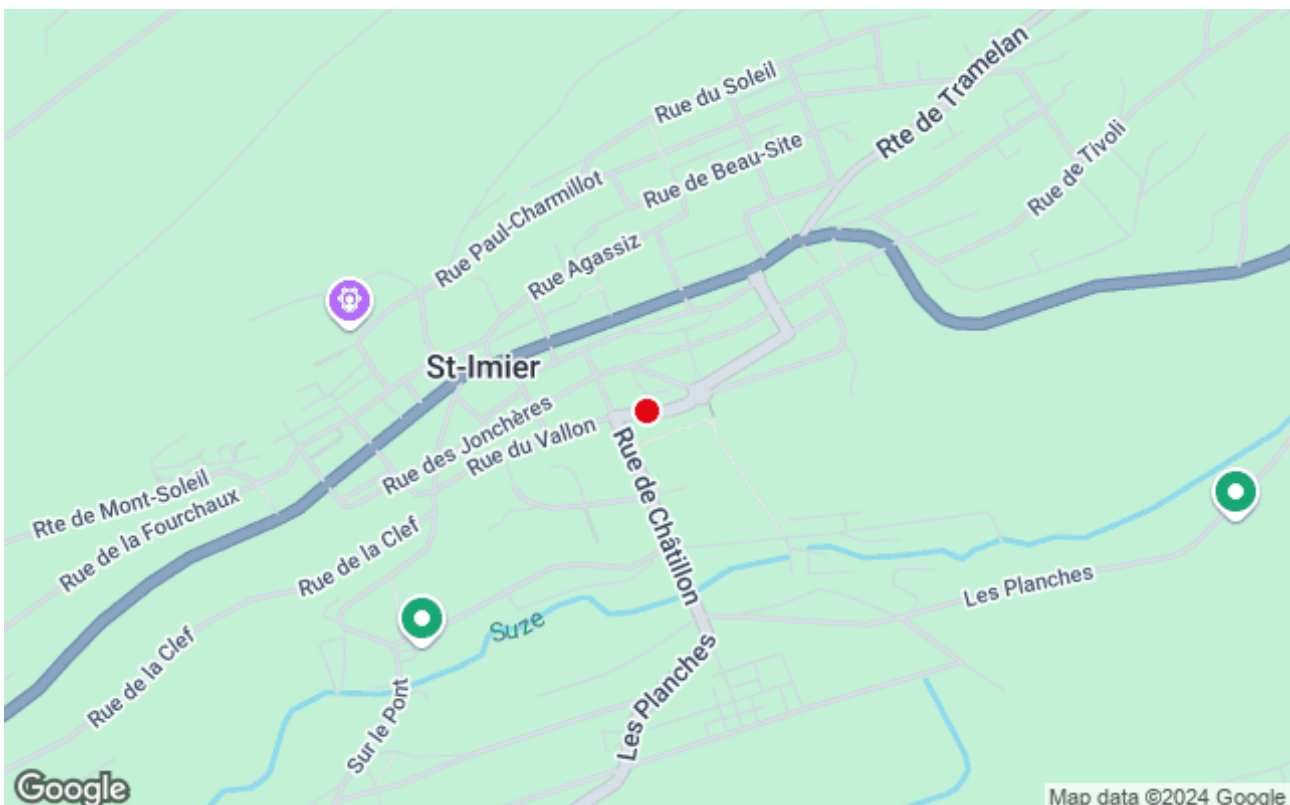 Rue du Soleil
Rte de Tramelan
Rue de Beau-Site
Rue de Tivoli
Rue Paul-Charmillot
Rue Agassiz
St-Imier
Rue des Jonchères
Rue du Vallon
Rue de Châtillon
Rte de Mont-Soleil
Rue de la Fourchaux
Rue de la Clef
Les Planches
Suze
Rue de la Clef
Sur le Pont
Les Planches
Google
Map data ©2024 Google